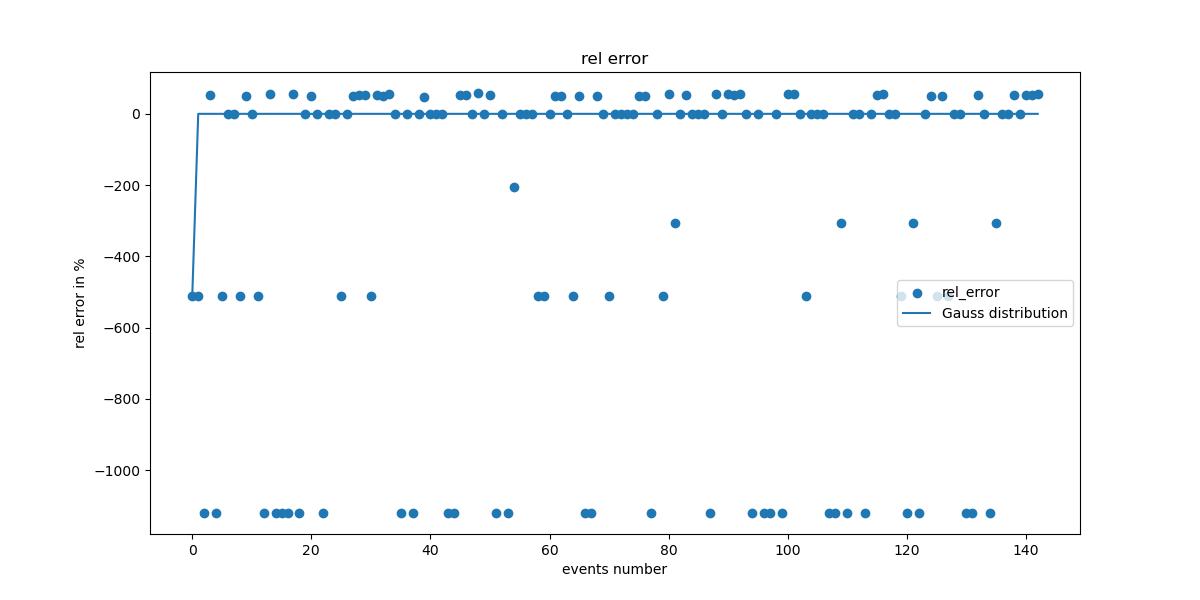 rel error
0
−200
−400
−600
−800
−1000
rel error in %
rel_error
Gauss distribution
0
20
40
60
80
100
120
140
events number